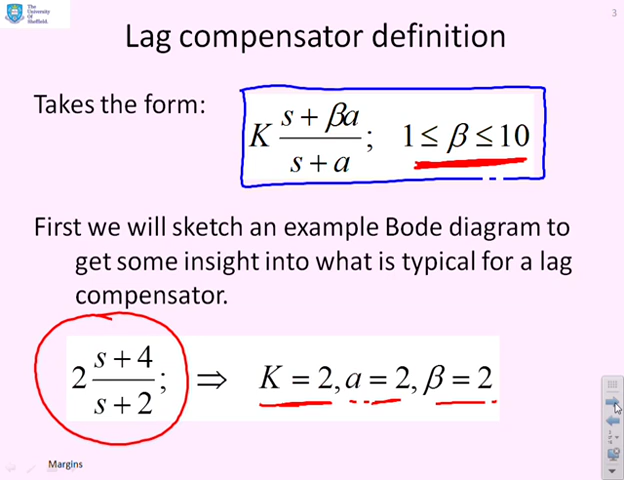 The
University
Of
Sheffield.
3
Lag compensator definition
Takes the form: K \frac{s + βa}{s + a}; 1 ≤ β ≤ 10
First we will sketch an example Bode diagram to
get some insight into what is typical for a lag
compensator.
2 \frac{s + 4}{s + 2}; ⇒ K = 2, a = 2, β = 2
Margins